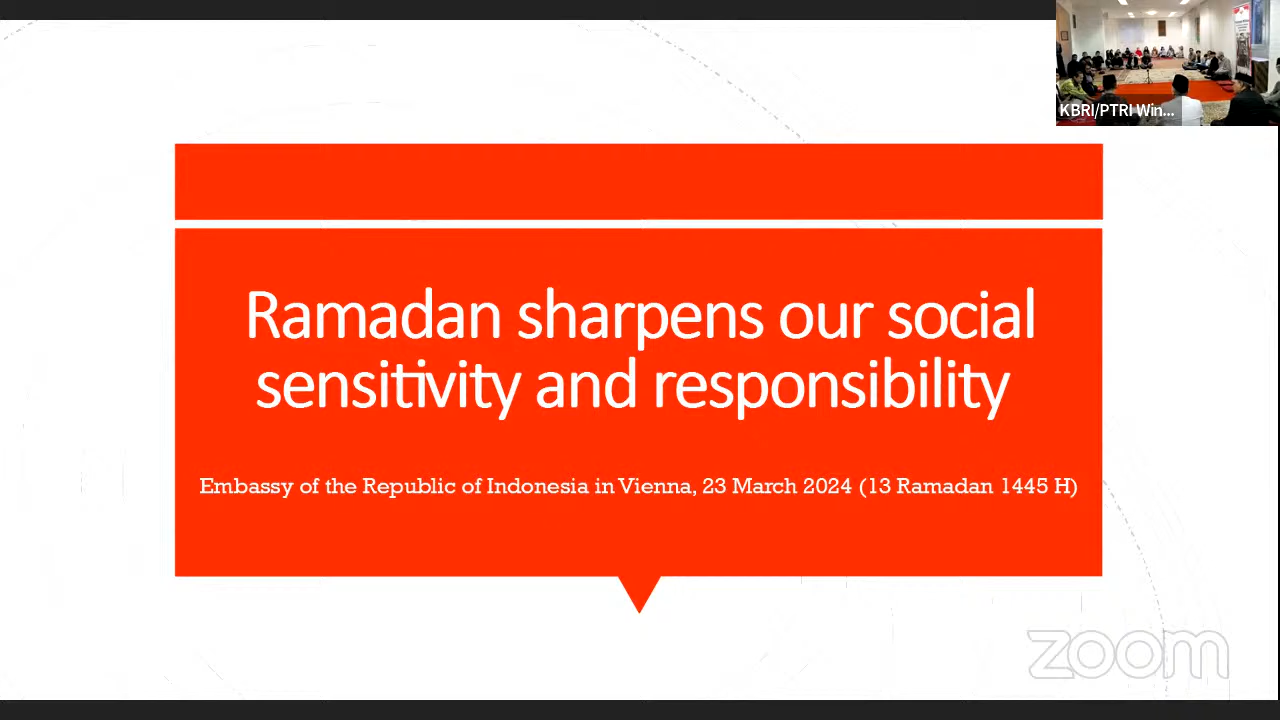 KBRI/PTRI Win...
Ramadan sharpens our social
sensitivity and responsibility
Embassy of the Republic of Indonesia in Vienna, 23 March 2024 (13 Ramadan 1445 H)
zoom